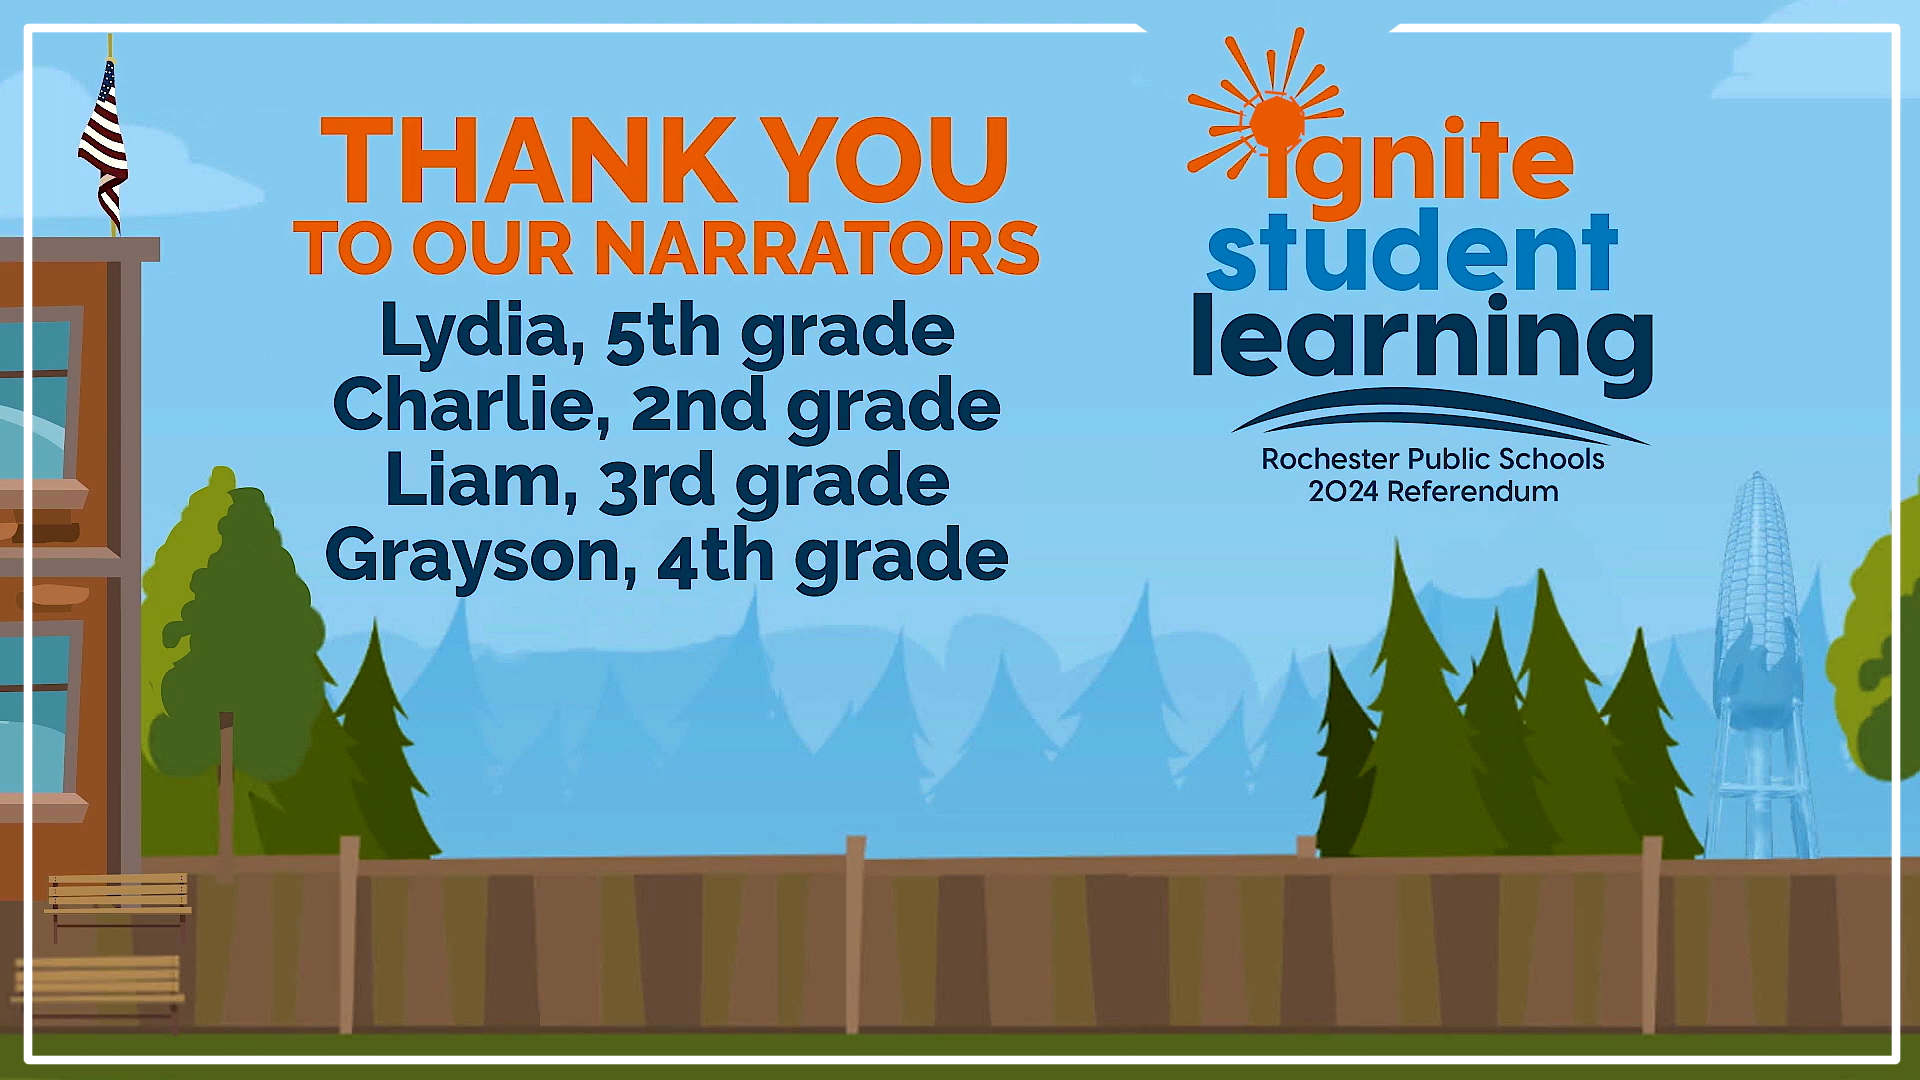 THANK YOU
TO OUR NARRATORS
Lydia, 5th grade
Charlie, 2nd grade
Liam, 3rd grade
Grayson, 4th grade
ignite
student
learning
Rochester Public Schools
2024 Referendum